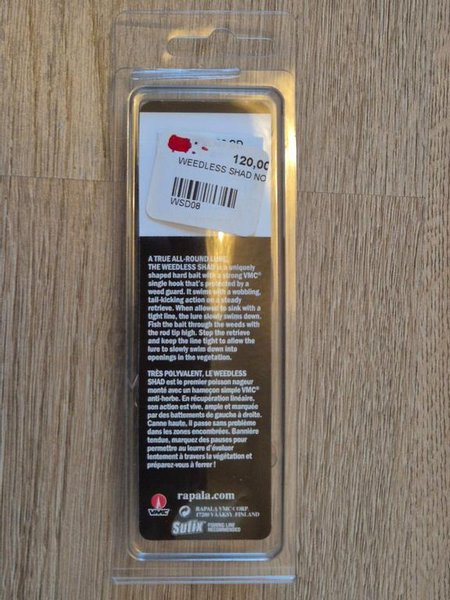 120,00
WEEDLESS SHAD NO
WSD08
A TRUE ALL-ROUND LURE,
THE WEEDLESS SHAD is a uniquely
shaped hard bait with a strong VMC®
single hook that's protected by a
weed guard. It swims with a wobbling,
tail-kicking action on a steady
retrieve. When allowed to sink with a
tight line, the lure slowly swims down.
Fish the bait through the weeds with
the rod tip high. Stop the retrieve
and keep the line tight to allow the
lure to slowly swim down into
openings in the vegetation.
TRÈS POLYVALENT, LE WEEDLESS
SHAD est le premier poisson nageur
monté avec un hameçon simple VMC®
anti-herbe. En récupération linéaire,
son action est vive, ample et marquée
par des battements de gauche à droite.
Canne haute, il passe sans problème
dans les zones encombrées. Bannière
tendue, marquez des pauses pour
permettre au leurre d'évoluer
lentement à travers la végétation et
préparez-vous à ferrer !
rapala.com
VMC
RAPALA VMC CORP.
17200 VÄÄKSY, FINLAND
Sufix
FISHING LINE
RECOMMENDED